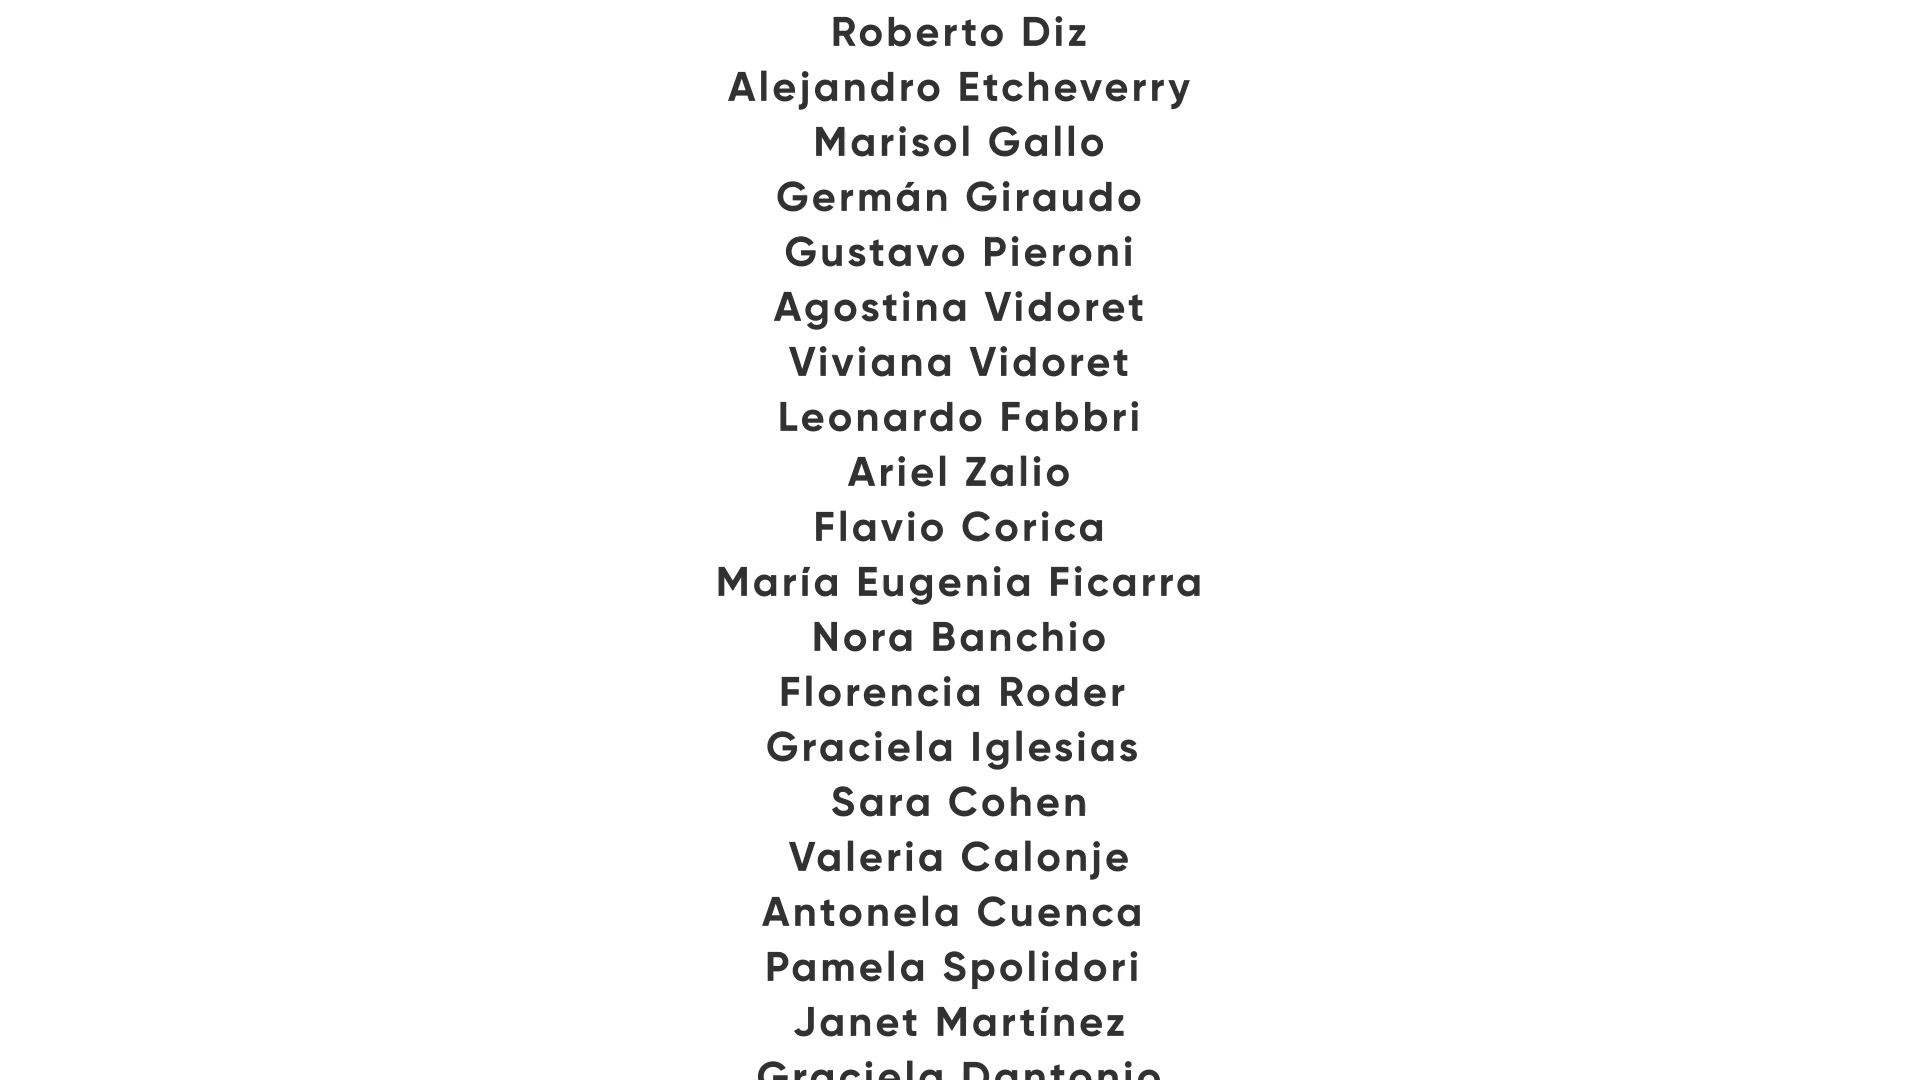 Roberto Diz
Alejandro Etcheverry
Marisol Gallo
Germán Giraudo
Gustavo Pieroni
Agostina Vidoret
Viviana Vidoret
Leonardo Fabbri
Ariel Zalio
Flavio Corica
María Eugenia Ficarra
Nora Banchio
Florencia Roder
Graciela Iglesias
Sara Cohen
Valeria Calonje
Antonela Cuenca
Pamela Spolidori
Janet Martínez
Graciela Dantonio